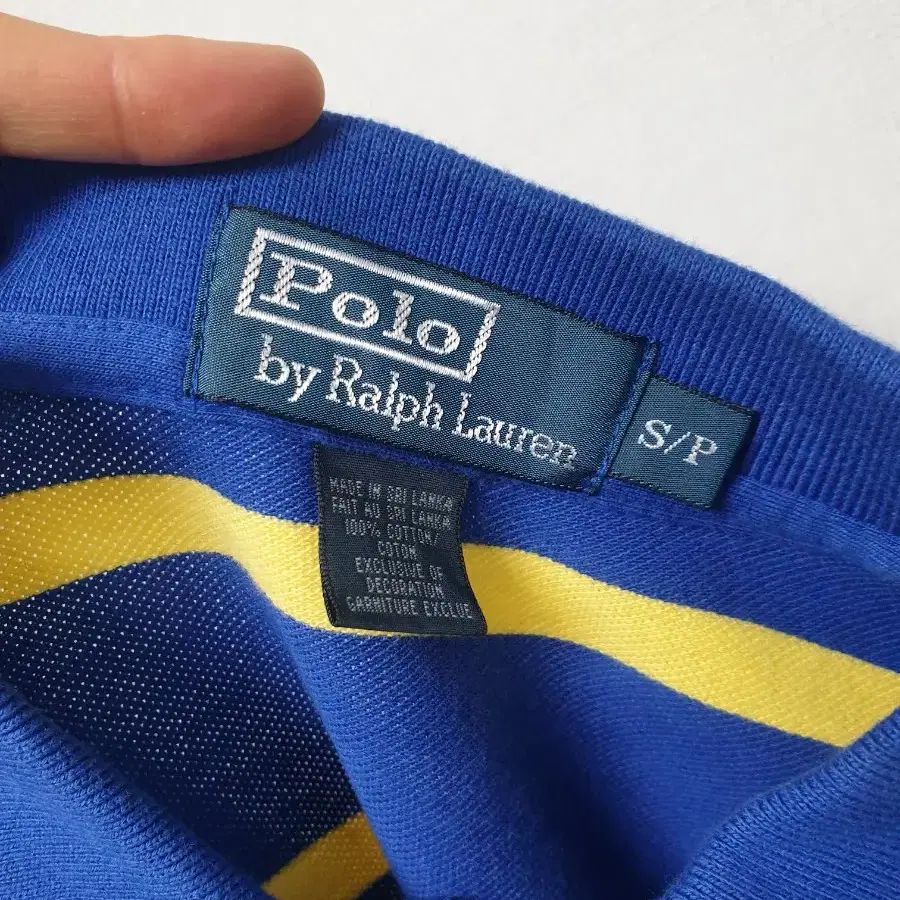 Polo
by Ralph Lauren
S/P
MADE IN SRI LANKA
FAIT AU SRI LANKA
100% COTTON/
COTON
EXCLUSIVE OF
DECORATION
GARNITURE EXCLUE